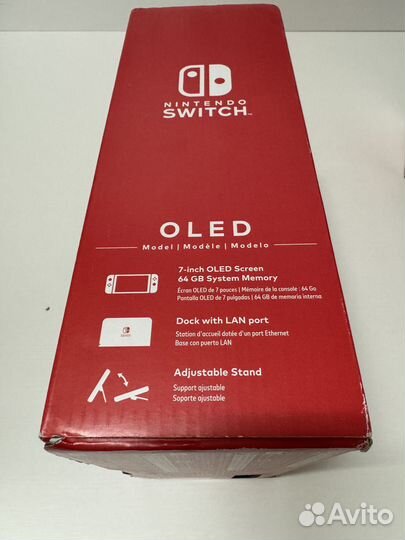 NINTENDO
SWITCH™
OLED
Model | Modèle | Modelo
7-inch OLED Screen
64 GB System Memory
Écran OLED de 7 pouces | Mémoire de la console : 64 Go
Pantalla OLED de 7 pulgadas | 64 GB de memoria interna
Dock with LAN port
Station d'accueil dotée d'un port Ethernet
Base con puerto LAN
Adjustable Stand
Support ajustable
Soporte ajustable
Avito